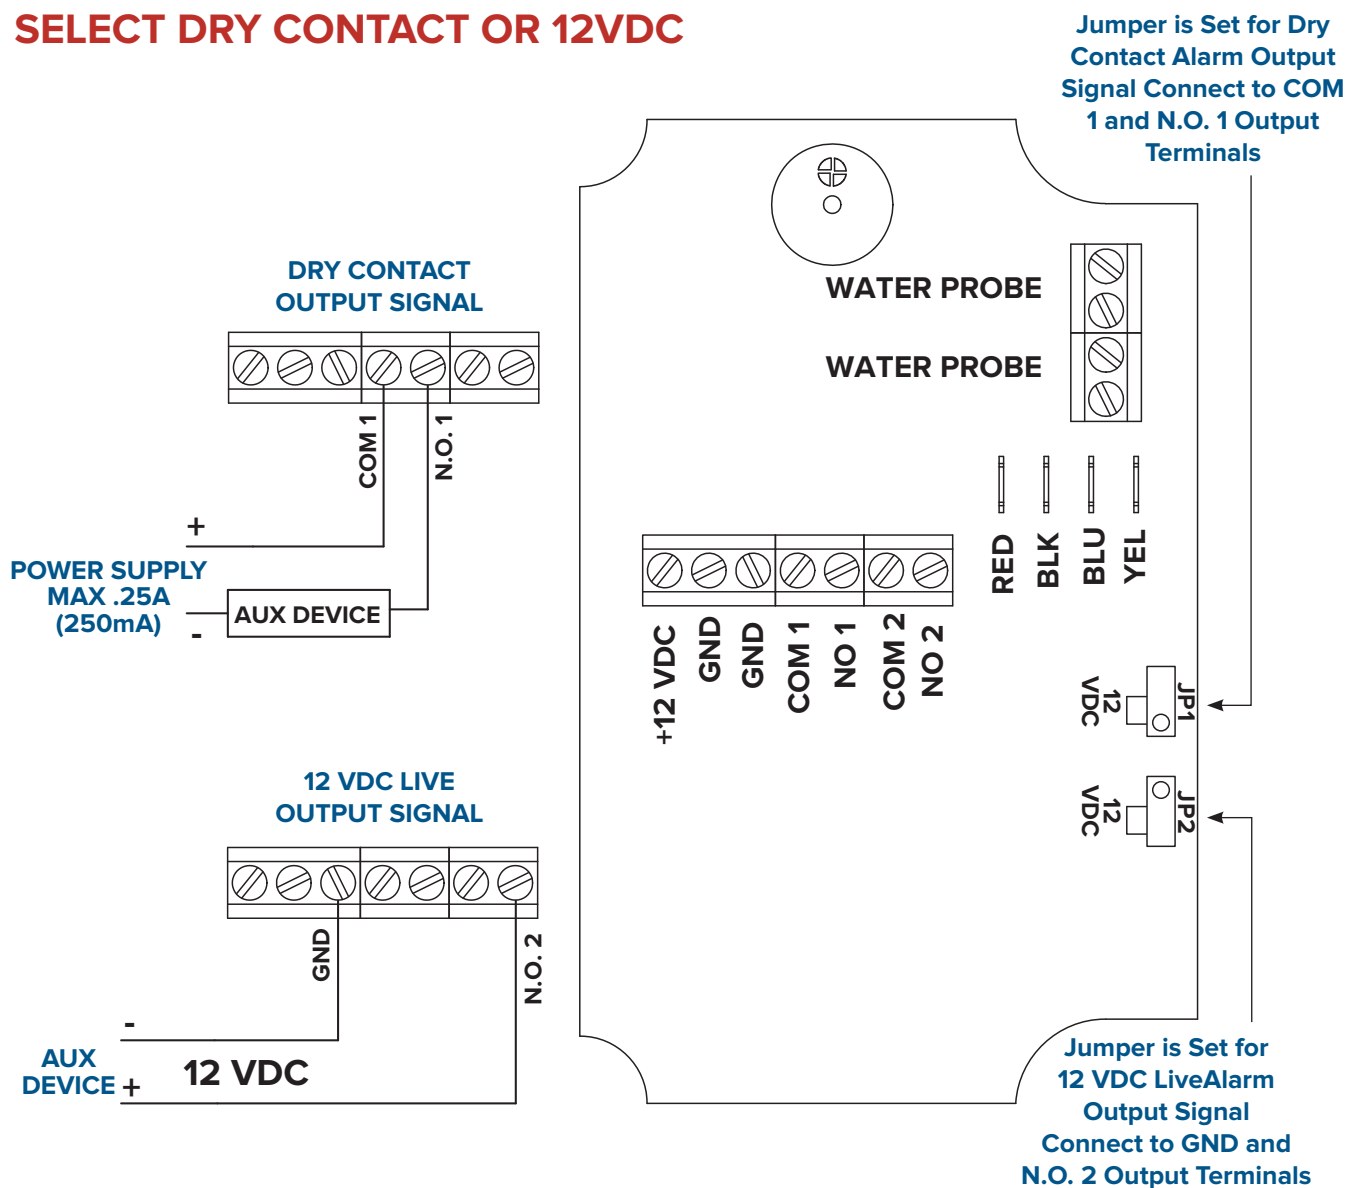 SELECT DRY CONTACT OR 12VDC
Jumper is Set for Dry
Contact Alarm Output
Signal Connect to COM
1 and N.O. 1 Output
Terminals
DRY CONTACT
OUTPUT SIGNAL
COM 1
N.O. 1
+
POWER SUPPLY
MAX .25A
(250mA)
-
AUX DEVICE
WATER PROBE
WATER PROBE
RED
BLK
BLU
YEL
+12 VDC
GND
GND
COM 1
NO 1
COM 2
NO 2
12
VDC
JP1
12
VDC
JP2
12 VDC LIVE
OUTPUT SIGNAL
GND
N.O. 2
-
AUX
DEVICE
+
12 VDC
Jumper is Set for
12 VDC LiveAlarm
Output Signal
Connect to GND and
N.O. 2 Output Terminals